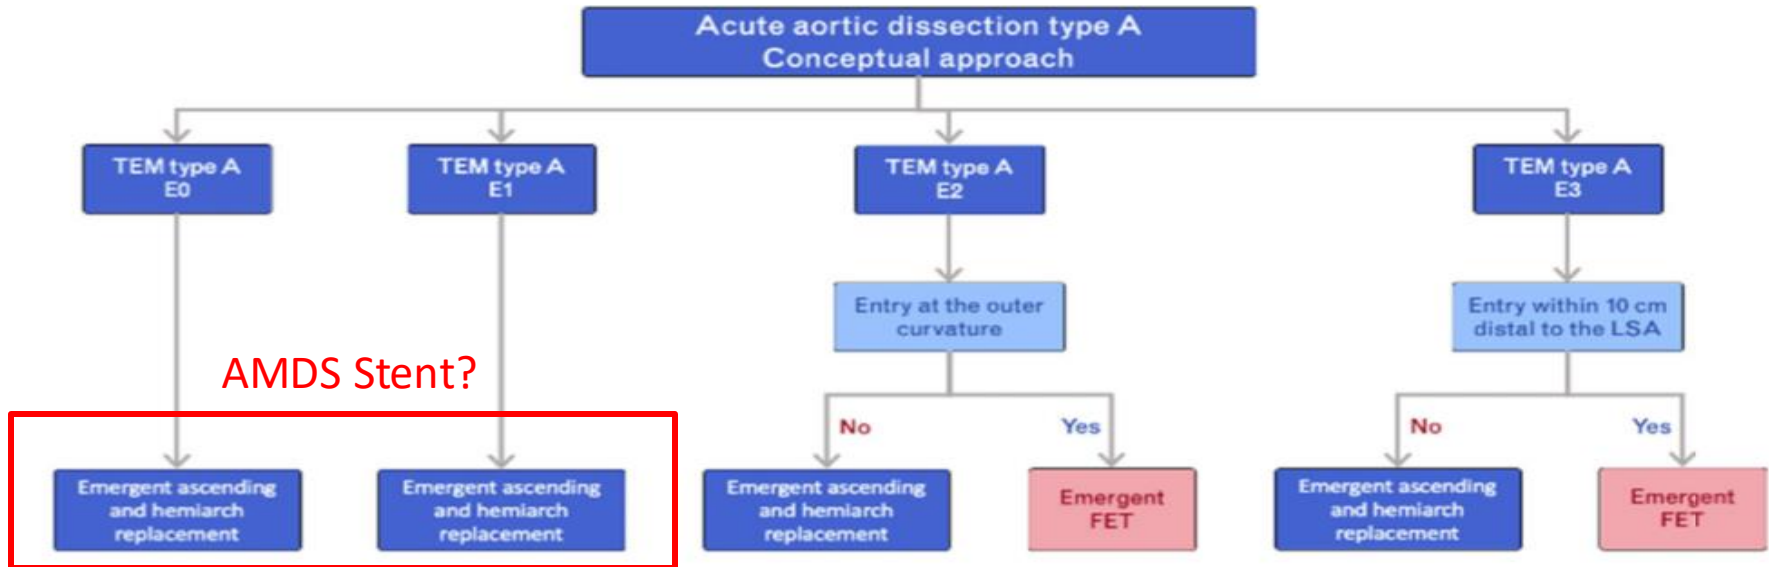 Acute aortic dissection type A
Conceptual approach
TEM type A
E0
TEM type A
E1
TEM type A
E2
TEM type A
E3
Entry at the outer
curvature
Entry within 10 cm
distal to the LSA
AMDS Stent?
No
Yes
No
Yes
Emergent ascending
and hemiarch
replacement
Emergent ascending
and hemiarch
replacement
Emergent ascending
and hemiarch
replacement
Emergent
FET
Emergent ascending
and hemiarch
replacement
Emergent
FET